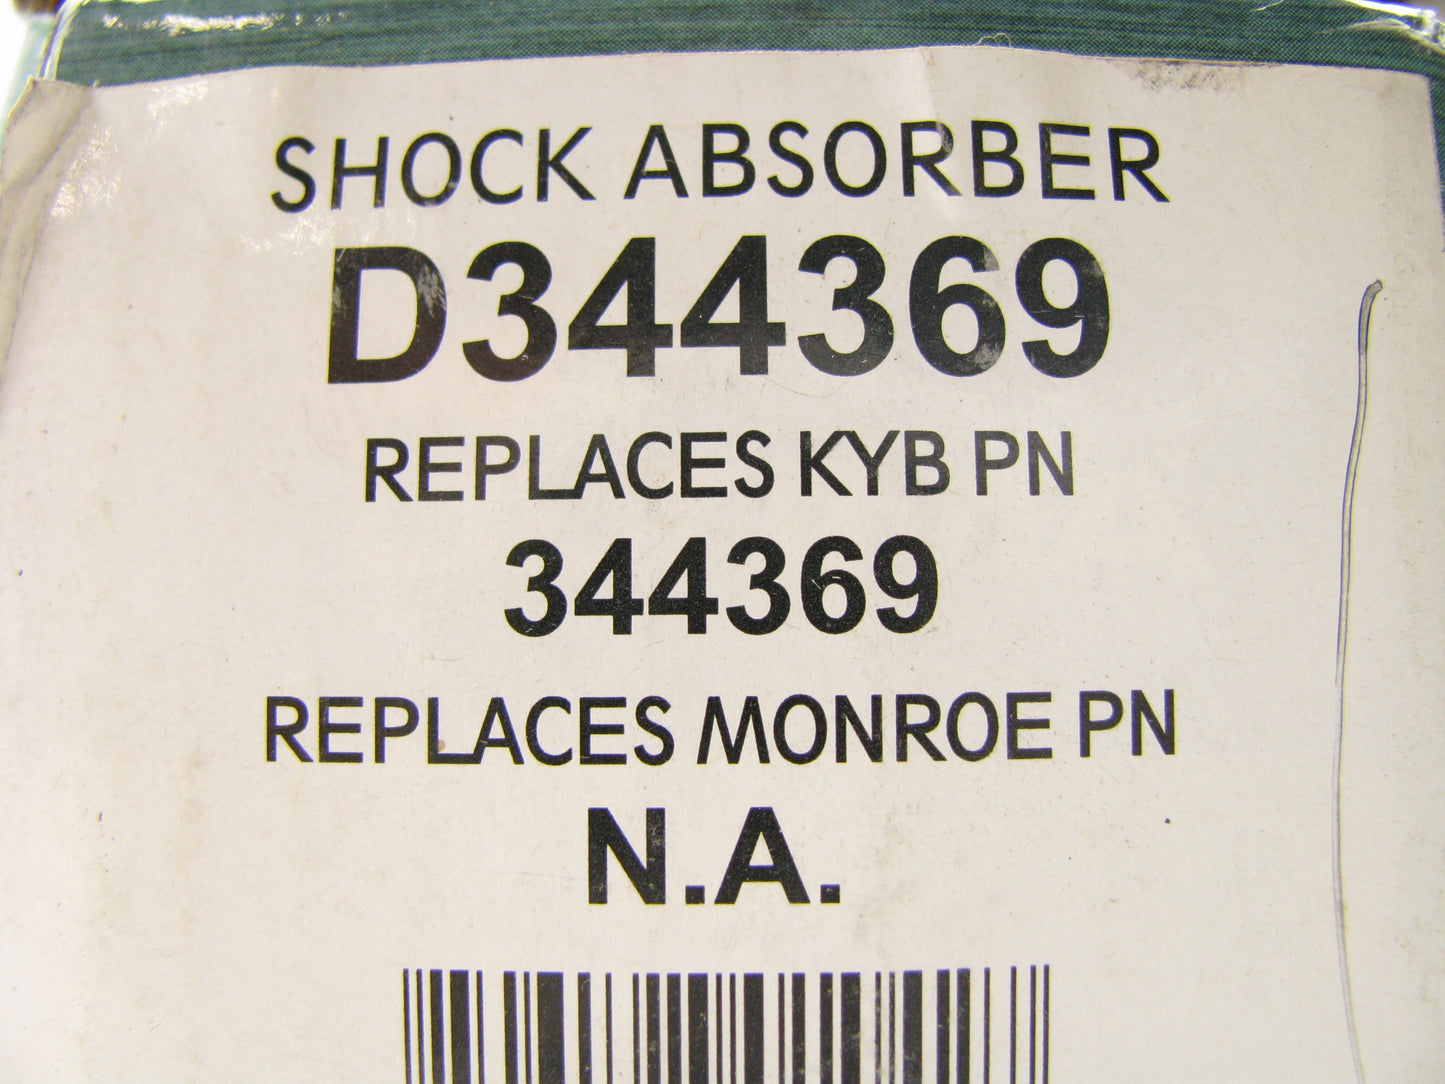 SHOCK ABSORBER
D344369
REPLACES KYB PN
344369
REPLACES MONROE PN
N.A.